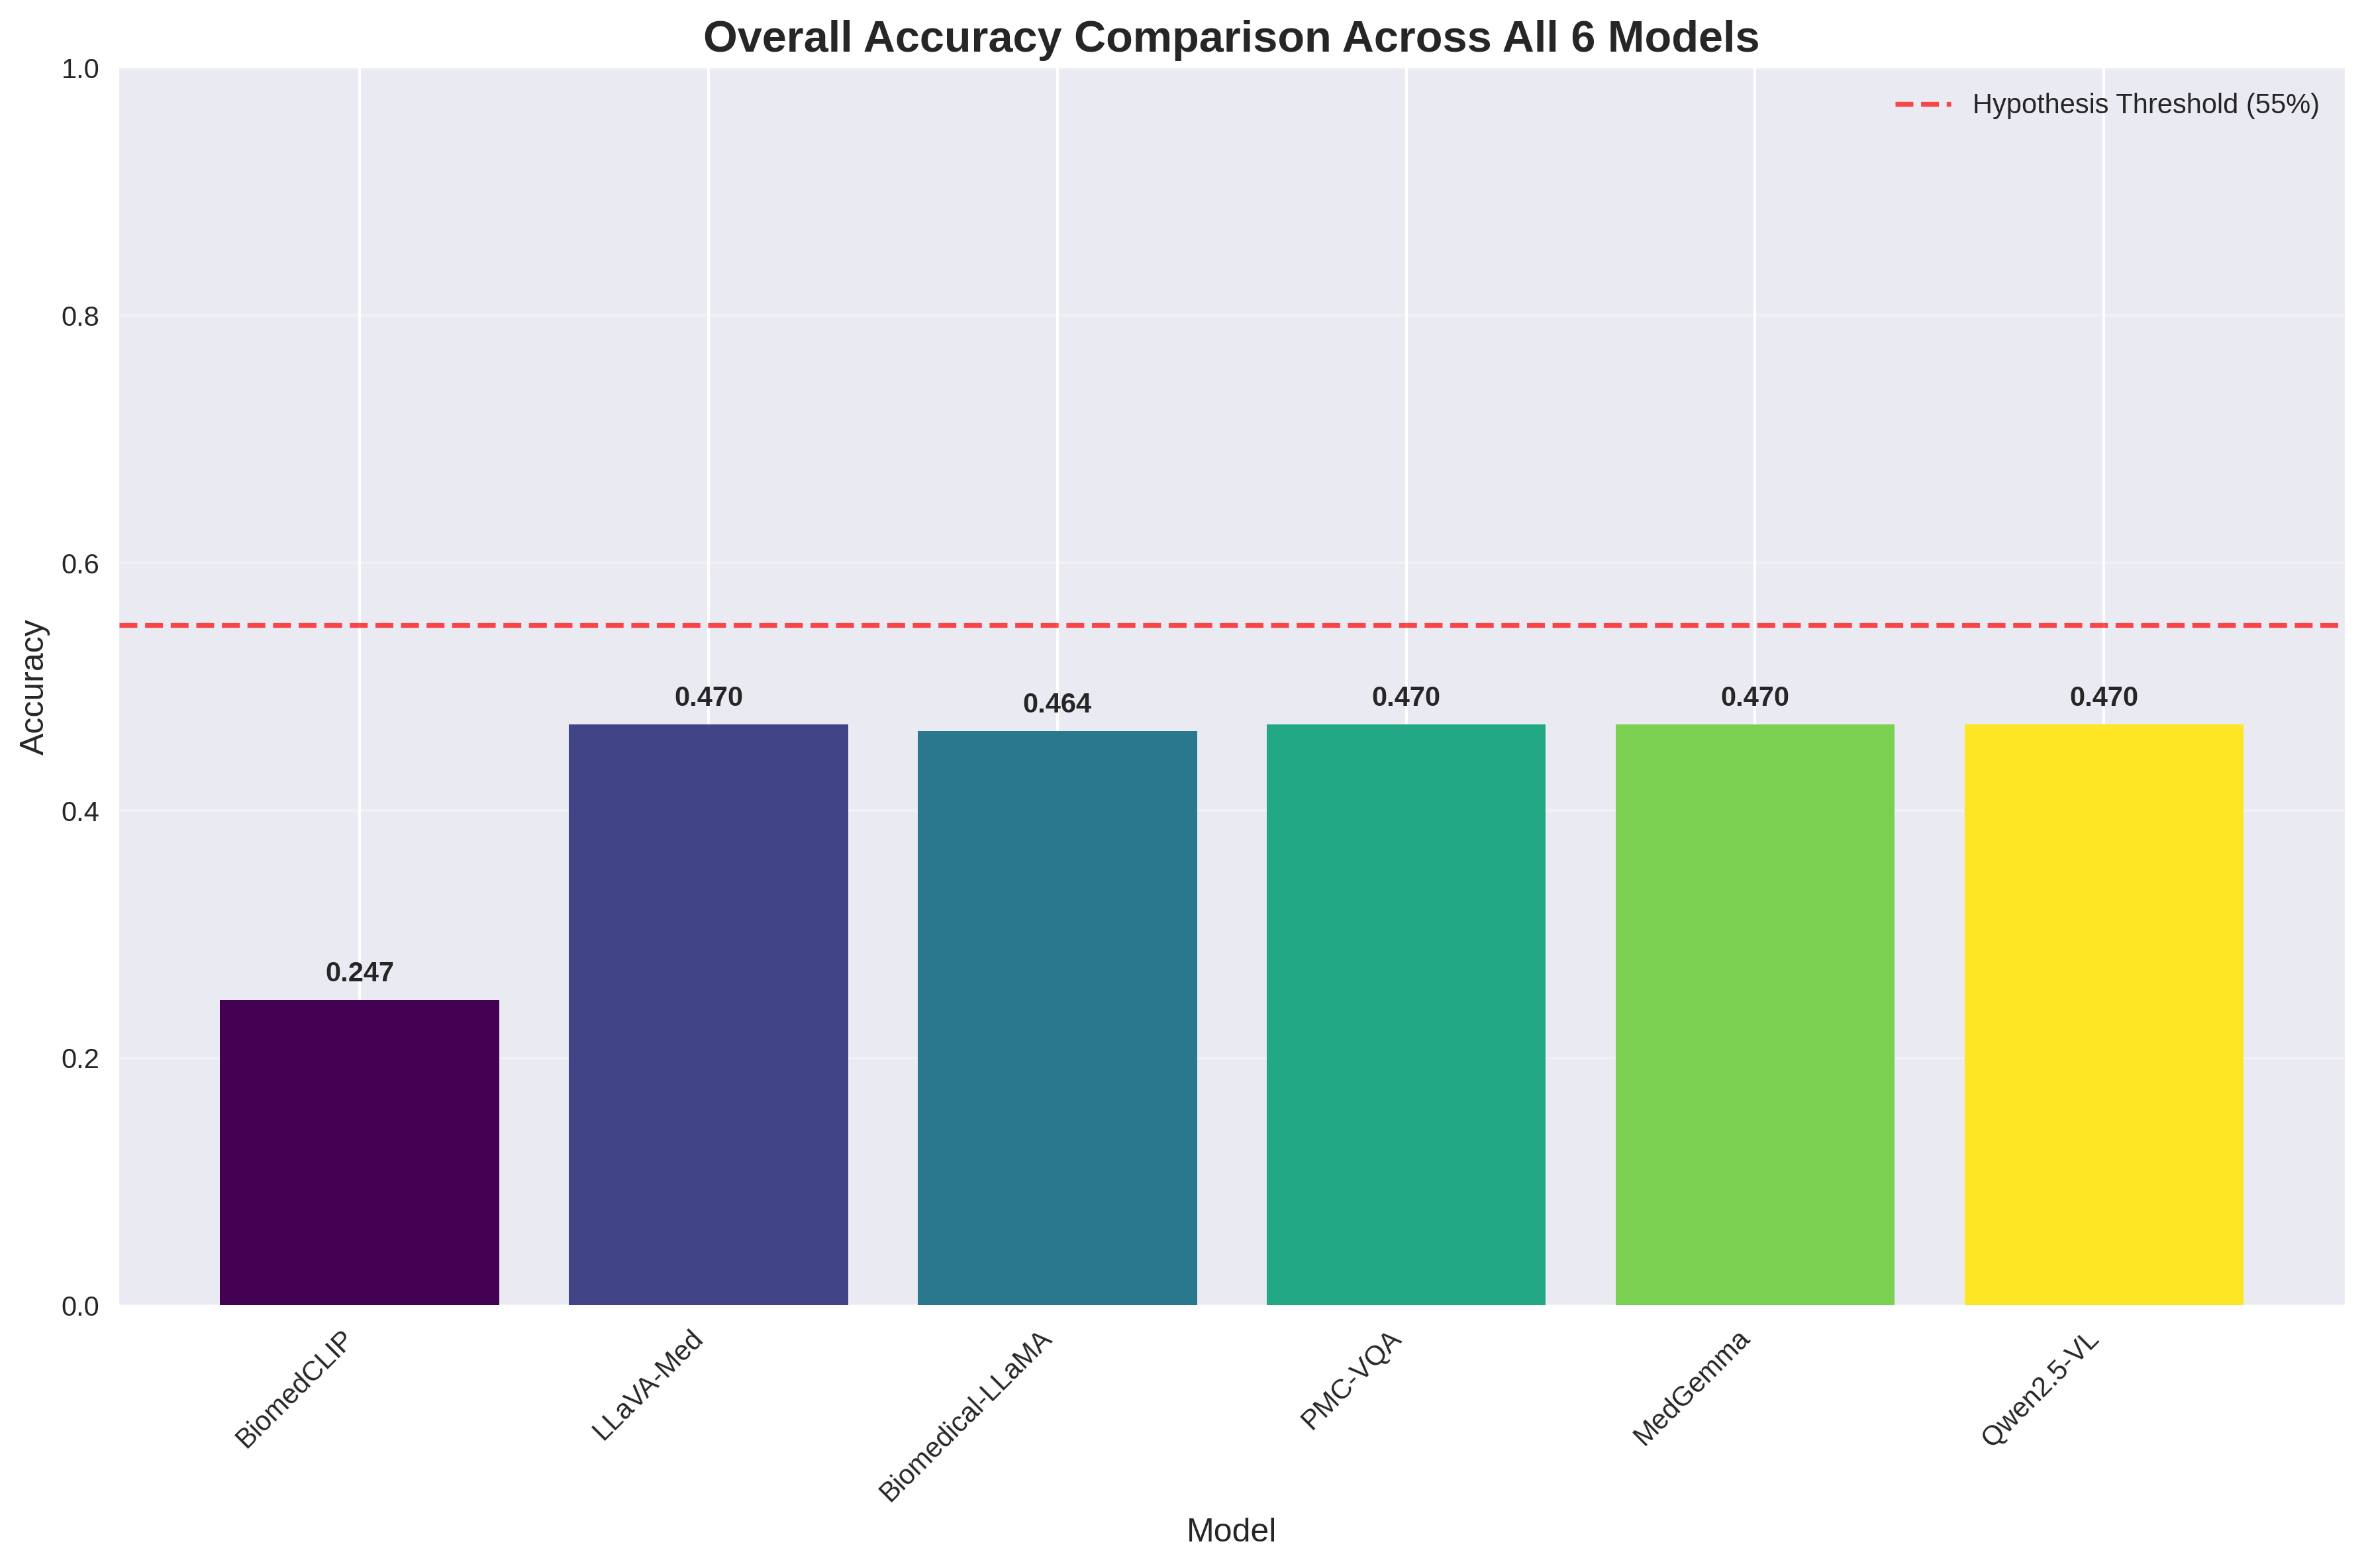 Overall Accuracy Comparison Across All 6 Models
1.0
Hypothesis Threshold (55%)
0.8
0.6
Accuracy
0.470
0.464
0.470
0.470
0.470
0.4
0.247
0.2
0.0
BiomedCLIP
LLaVA-Med
Biomedical-LLaMA
PMC-VQA
MedGemma
Qwen2.5-VL
Model